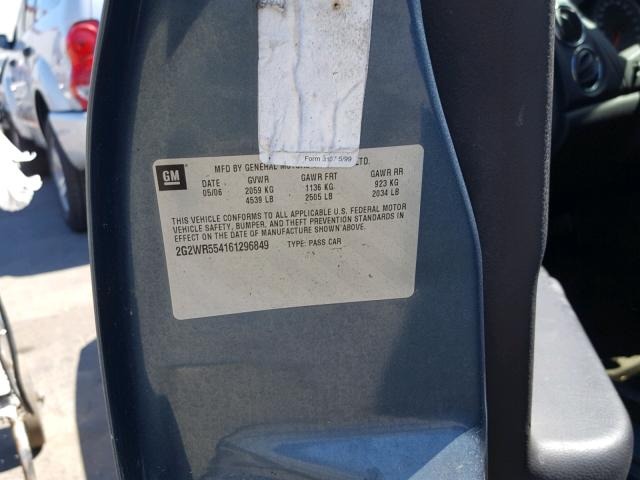 Form 5/99
GM
MFD BY GENERAL LTD.
DATE GVWR GAWR FRT GAWR RR
05/06 2059 KG 1136 KG 923 KG
4539 LB 2505 LB 2034 LB
THIS VEHICLE CONFORMS TO ALL APPLICABLE U.S. FEDERAL MOTOR
VEHICLE SAFETY, BUMPER, AND THEFT PREVENTION STANDARDS IN
EFFECT ON THE DATE OF MANUFACTURE SHOWN ABOVE.
2G2WR554161296849 TYPE: PASS CAR